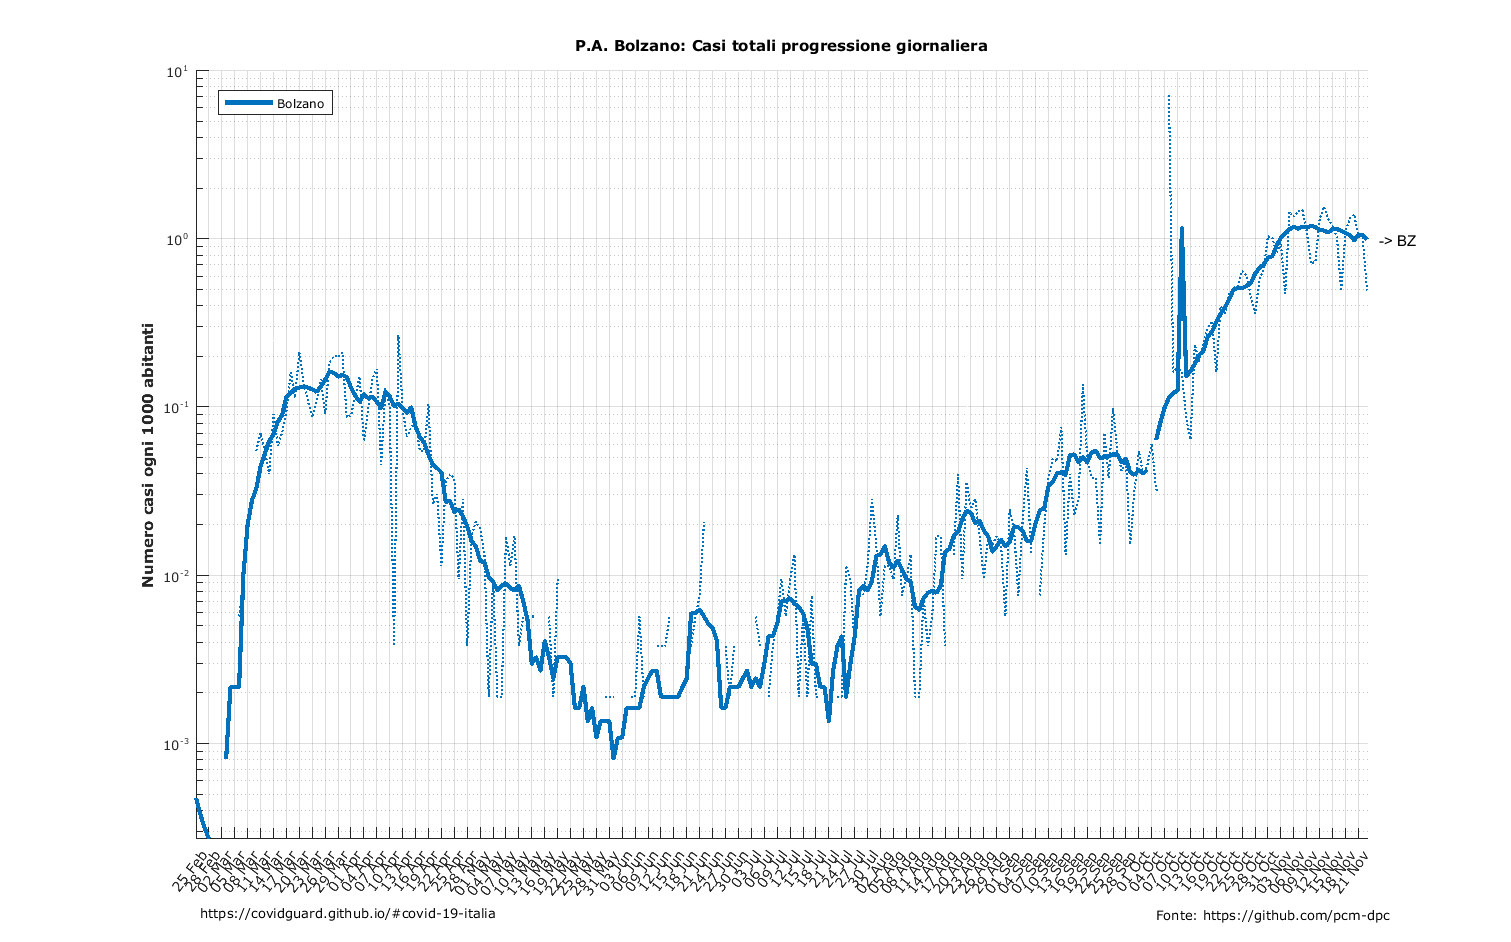 P.A. Bolzano: Casi totali progressione giornaliera
Bolzano
Numero casi ogni 1000 abitanti
10^1
10^0
10^-1
10^-2
10^-3
-> BZ
25 Feb
28 Feb
02 Mar
05 Mar
08 Mar
11 Mar
14 Mar
17 Mar
20 Mar
23 Mar
26 Mar
29 Mar
01 Apr
04 Apr
07 Apr
10 Apr
13 Apr
16 Apr
19 Apr
22 Apr
25 Apr
28 Apr
01 May
04 May
07 May
10 May
13 May
16 May
19 May
22 May
25 May
28 May
31 May
03 Jun
06 Jun
09 Jun
12 Jun
15 Jun
18 Jun
21 Jun
24 Jun
27 Jun
30 Jun
03 Jul
06 Jul
09 Jul
12 Jul
15 Jul
18 Jul
21 Jul
24 Jul
27 Jul
30 Jul
02 Aug
05 Aug
08 Aug
11 Aug
14 Aug
17 Aug
20 Aug
23 Aug
26 Aug
29 Aug
01 Sep
04 Sep
07 Sep
10 Sep
13 Sep
16 Sep
19 Sep
22 Sep
25 Sep
28 Sep
01 Oct
04 Oct
07 Oct
10 Oct
13 Oct
16 Oct
19 Oct
22 Oct
25 Oct
28 Oct
31 Oct
03 Nov
06 Nov
09 Nov
12 Nov
15 Nov
18 Nov
21 Nov
https://covidguard.github.io/#covid-19-italia
Fonte: https://github.com/pcm-dpc